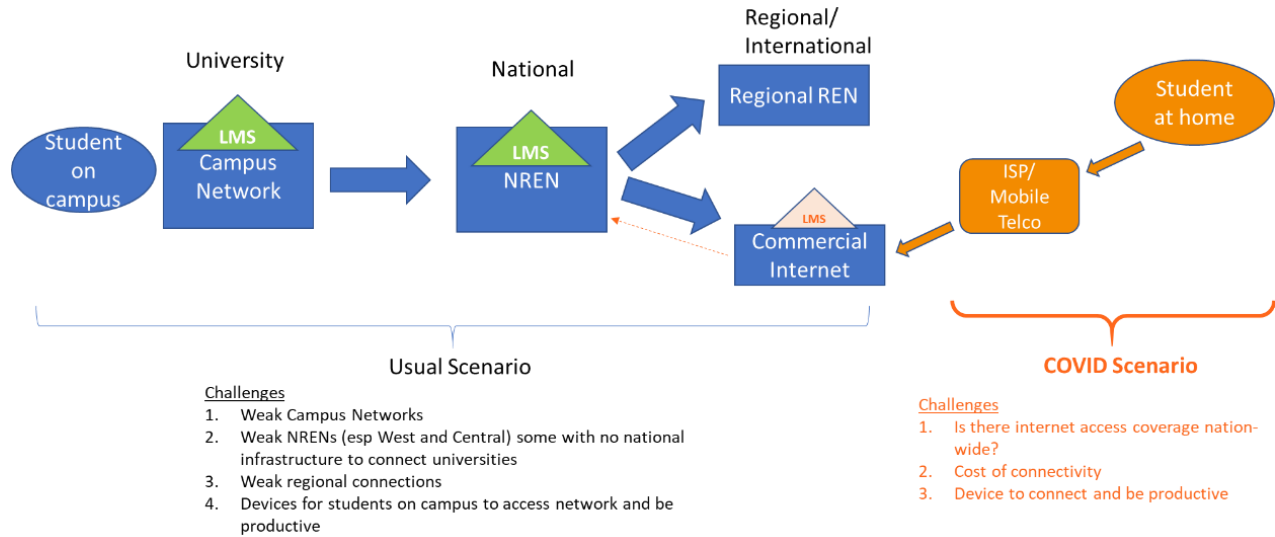 University
National
Regional/
International
Student
on
campus
LMS
Campus
Network
LMS
NREN
Regional REN
LMS
Commercial
Internet
ISP/
Mobile
Telco
Student
at home
Usual Scenario
Challenges
1. Weak Campus Networks
2. Weak NRENs (esp West and Central) some with no national
infrastructure to connect universities
3. Weak regional connections
4. Devices for students on campus to access network and be
productive
COVID Scenario
Challenges
1. Is there internet access coverage nation-
wide?
2. Cost of connectivity
3. Device to connect and be productive